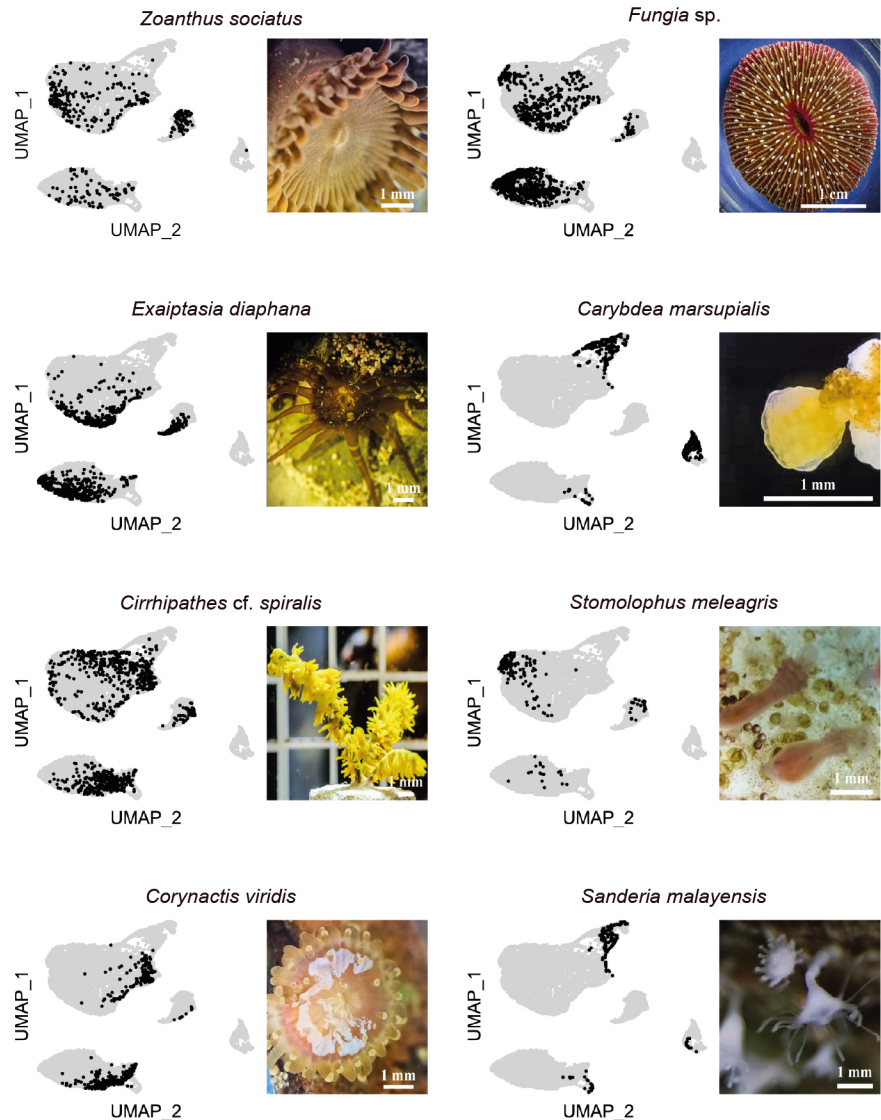 Zoanthus sociatus
UMAP_1
1 mm
UMAP_2
Fungia sp.
UMAP_1
1 cm
UMAP_2
Exaiptasia diaphana
UMAP_1
1 mm
UMAP_2
Carybdea marsupialis
UMAP_1
1 mm
UMAP_2
Cirrhipathes cf. spiralis
UMAP_1
1 mm
UMAP_2
Stomolophus meleagris
UMAP_1
1 mm
UMAP_2
Corynactis viridis
UMAP_1
1 mm
UMAP_2
Sanderia malayensis
UMAP_1
1 mm
UMAP_2